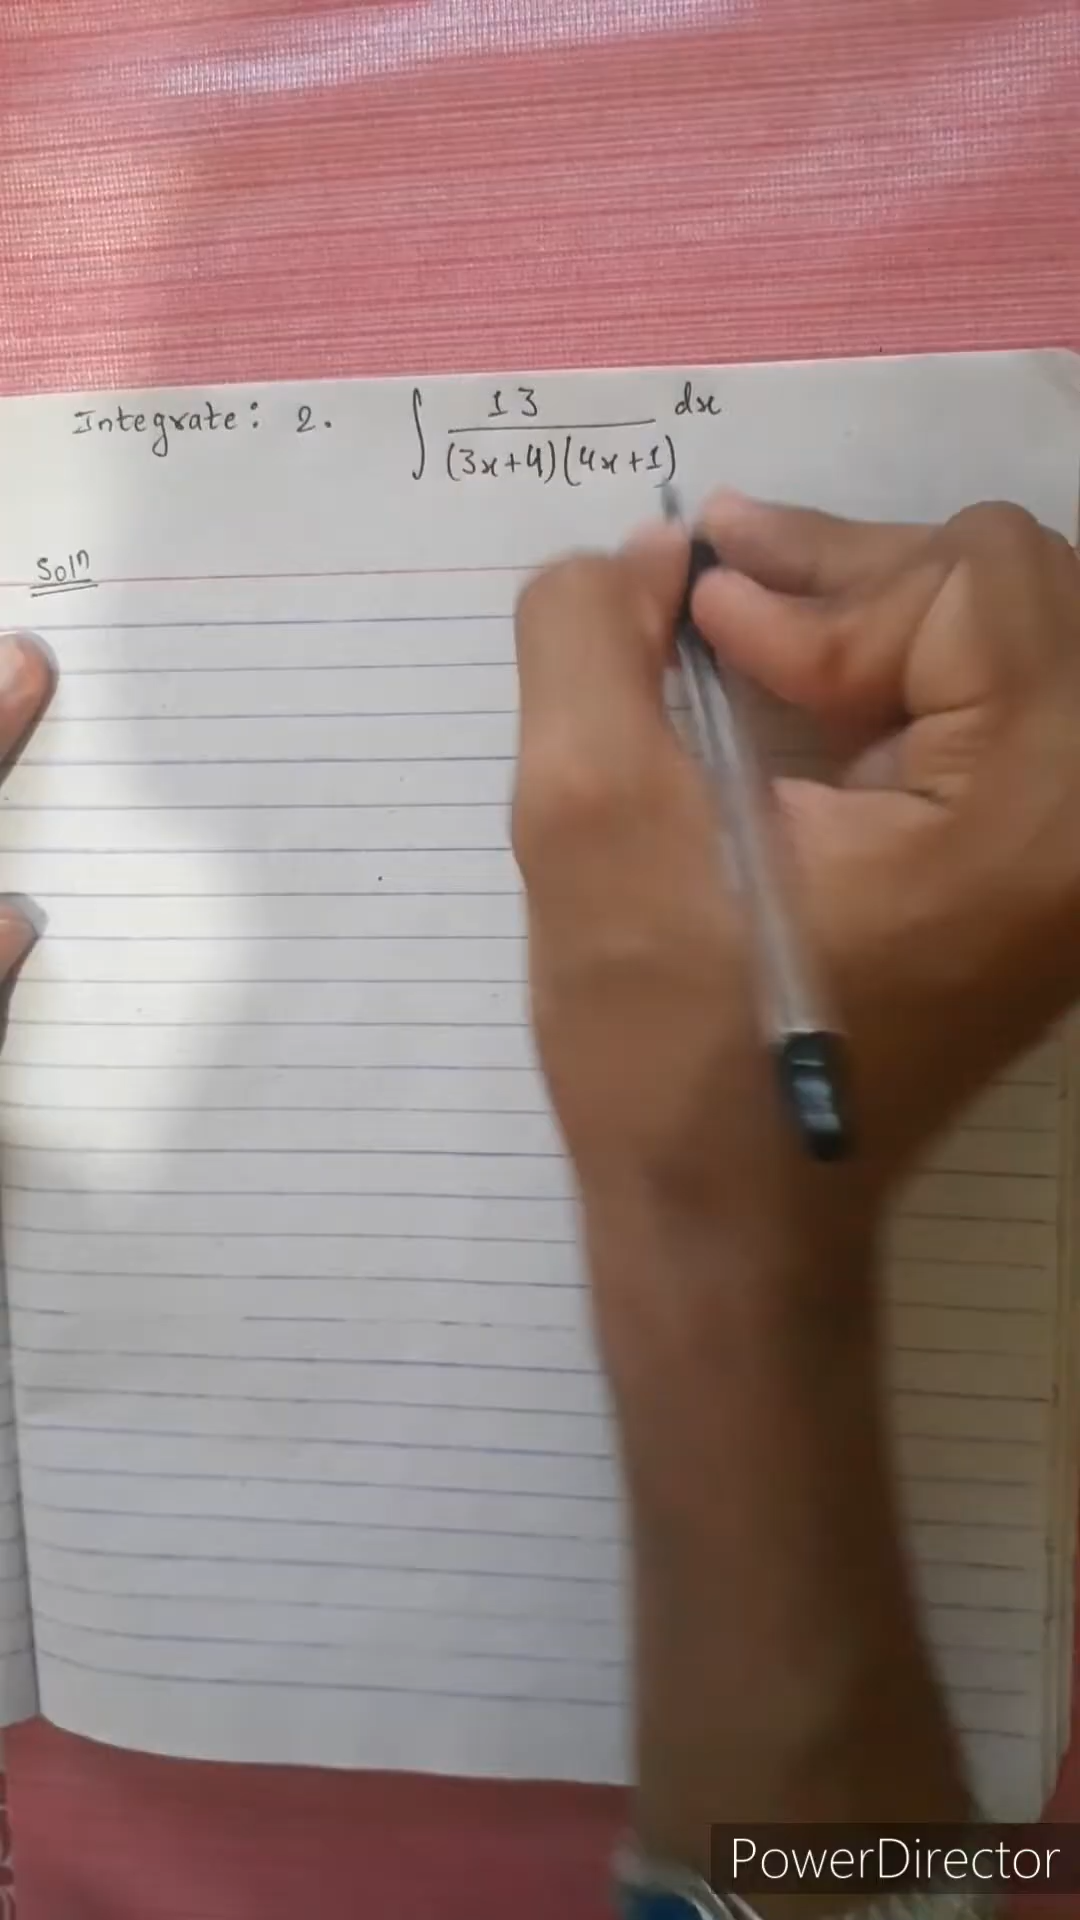 Integrate: 2. ∫ 13 / (3x+4)(4x+1) dx
Solⁿ
PowerDirector